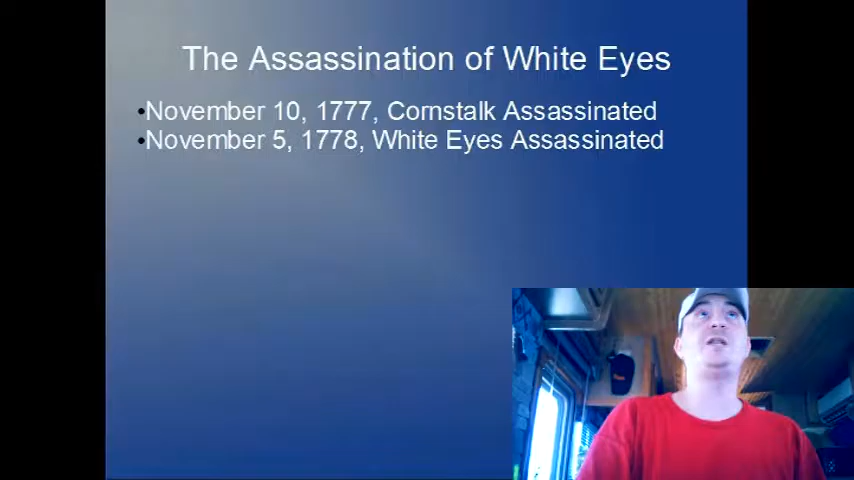 The Assassination of White Eyes
•November 10, 1777, Cornstalk Assassinated
•November 5, 1778, White Eyes Assassinated